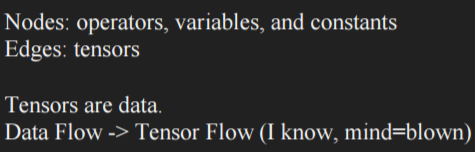 Nodes: operators, variables, and constants
Edges: tensors
Tensors are data.
Data Flow -> Tensor Flow (I know, mind=blown)